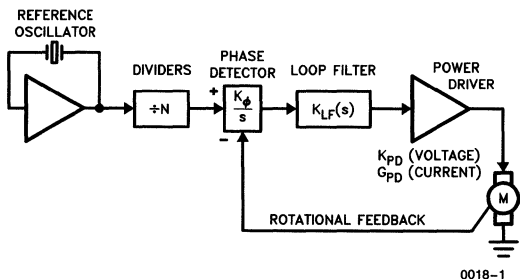 REFERENCE
OSCILLATOR
DIVIDERS
÷N
PHASE
DETECTOR
+
Kϕ
s
−
LOOP FILTER
KLF(s)
POWER
DRIVER
KPD (VOLTAGE)
GPD (CURRENT)
M
ROTATIONAL FEEDBACK
0018-1